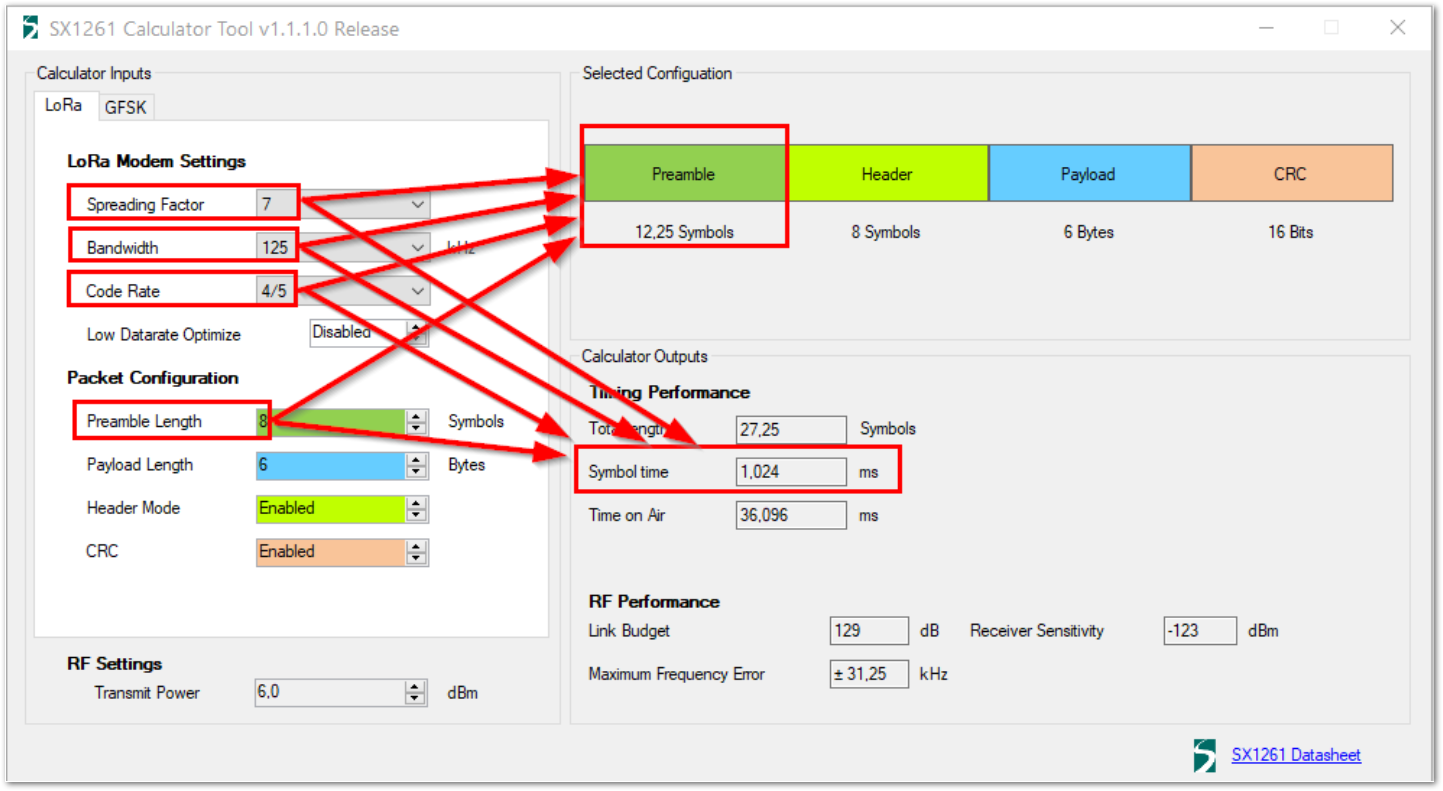 SX1261 Calculator Tool v1.1.1.0 Release
Calculator Inputs
LoRa
GFSK
LoRa Modem Settings
Spreading Factor 7
Bandwidth 125 kHz
Code Rate 4/5
Low Datarate Optimize Disabled
Packet Configuration
Preamble Length 8 Symbols
Payload Length 6 Bytes
Header Mode Enabled
CRC Enabled
RF Settings
Transmit Power 6,0 dBm
Selected Configuation
Preamble Header Payload CRC
12,25 Symbols 8 Symbols 6 Bytes 16 Bits
Calculator Outputs
Timing Performance
Total Length 27,25 Symbols
Symbol time 1,024 ms
Time on Air 36,096 ms
RF Performance
Link Budget 129 dB Receiver Sensitivity -123 dBm
Maximum Frequency Error ± 31,25 kHz
SX1261 Datasheet